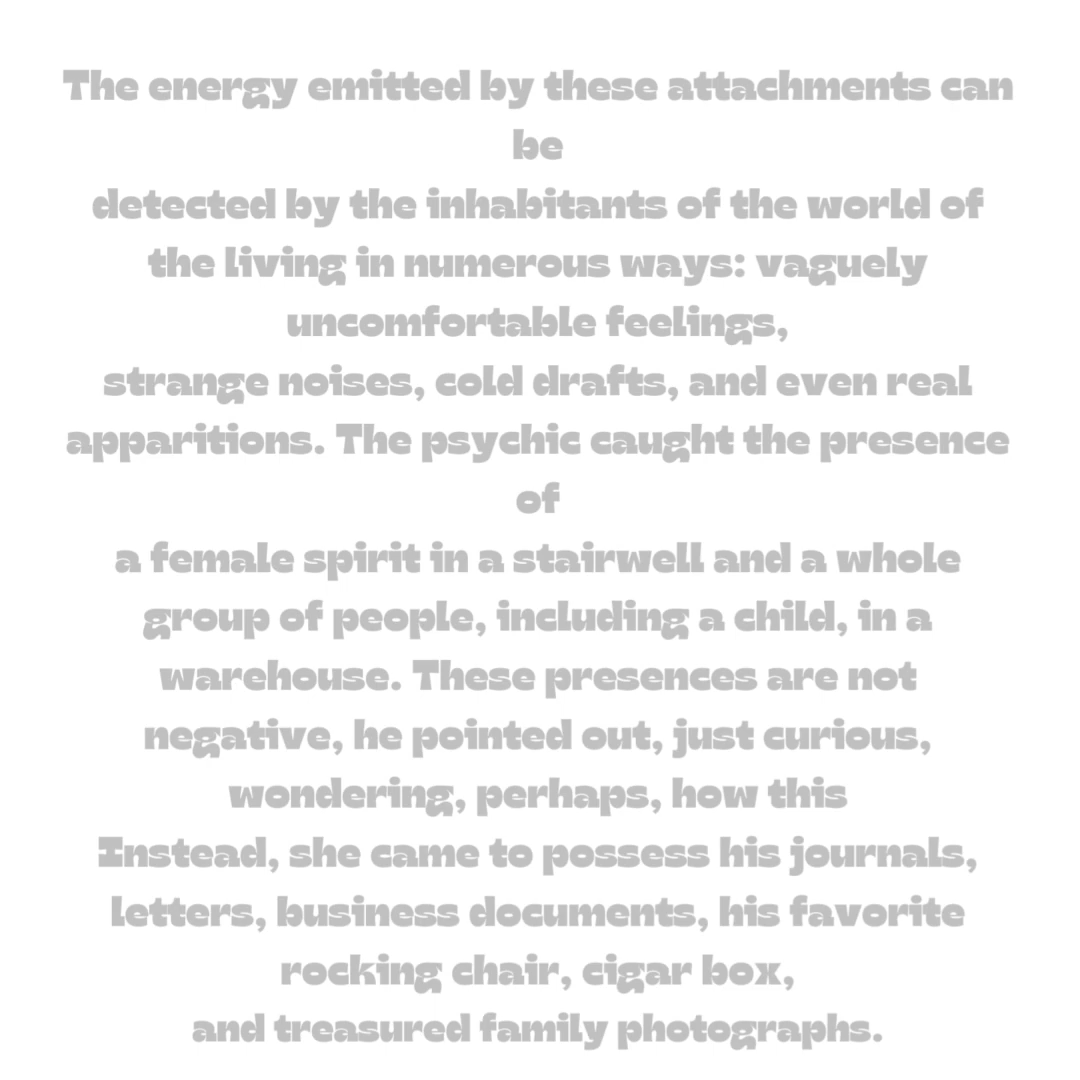 The energy emitted by these attachments can
be
detected by the inhabitants of the world of
the living in numerous ways: vaguely
uncomfortable feelings,
strange noises, cold drafts, and even real
apparitions. The psychic caught the presence
of
a female spirit in a stairwell and a whole
group of people, including a child, in a
warehouse. These presences are not
negative, he pointed out, just curious,
wondering, perhaps, how this
Instead, she came to possess his journals,
letters, business documents, his favorite
rocking chair, cigar box,
and treasured family photographs.